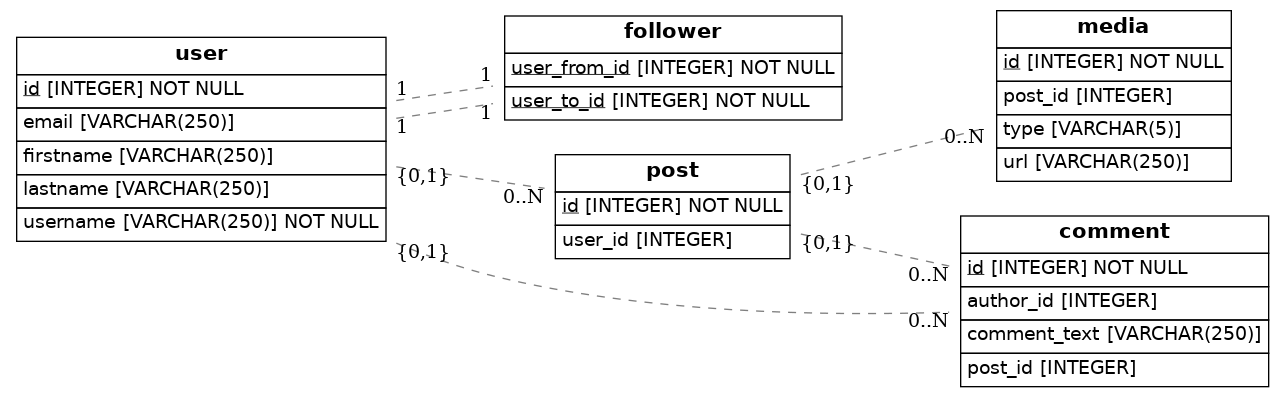 user
id [INTEGER] NOT NULL
email [VARCHAR(250)]
firstname [VARCHAR(250)]
lastname [VARCHAR(250)]
username [VARCHAR(250)] NOT NULL
1
1
{0,1}
{0,1}
follower
user_from_id [INTEGER] NOT NULL
user_to_id [INTEGER] NOT NULL
1
1
0..N
post
id [INTEGER] NOT NULL
user_id [INTEGER]
{0,1}
{0,1}
0..N
0..N
0..N
media
id [INTEGER] NOT NULL
post_id [INTEGER]
type [VARCHAR(5)]
url [VARCHAR(250)]
comment
id [INTEGER] NOT NULL
author_id [INTEGER]
comment_text [VARCHAR(250)]
post_id [INTEGER]